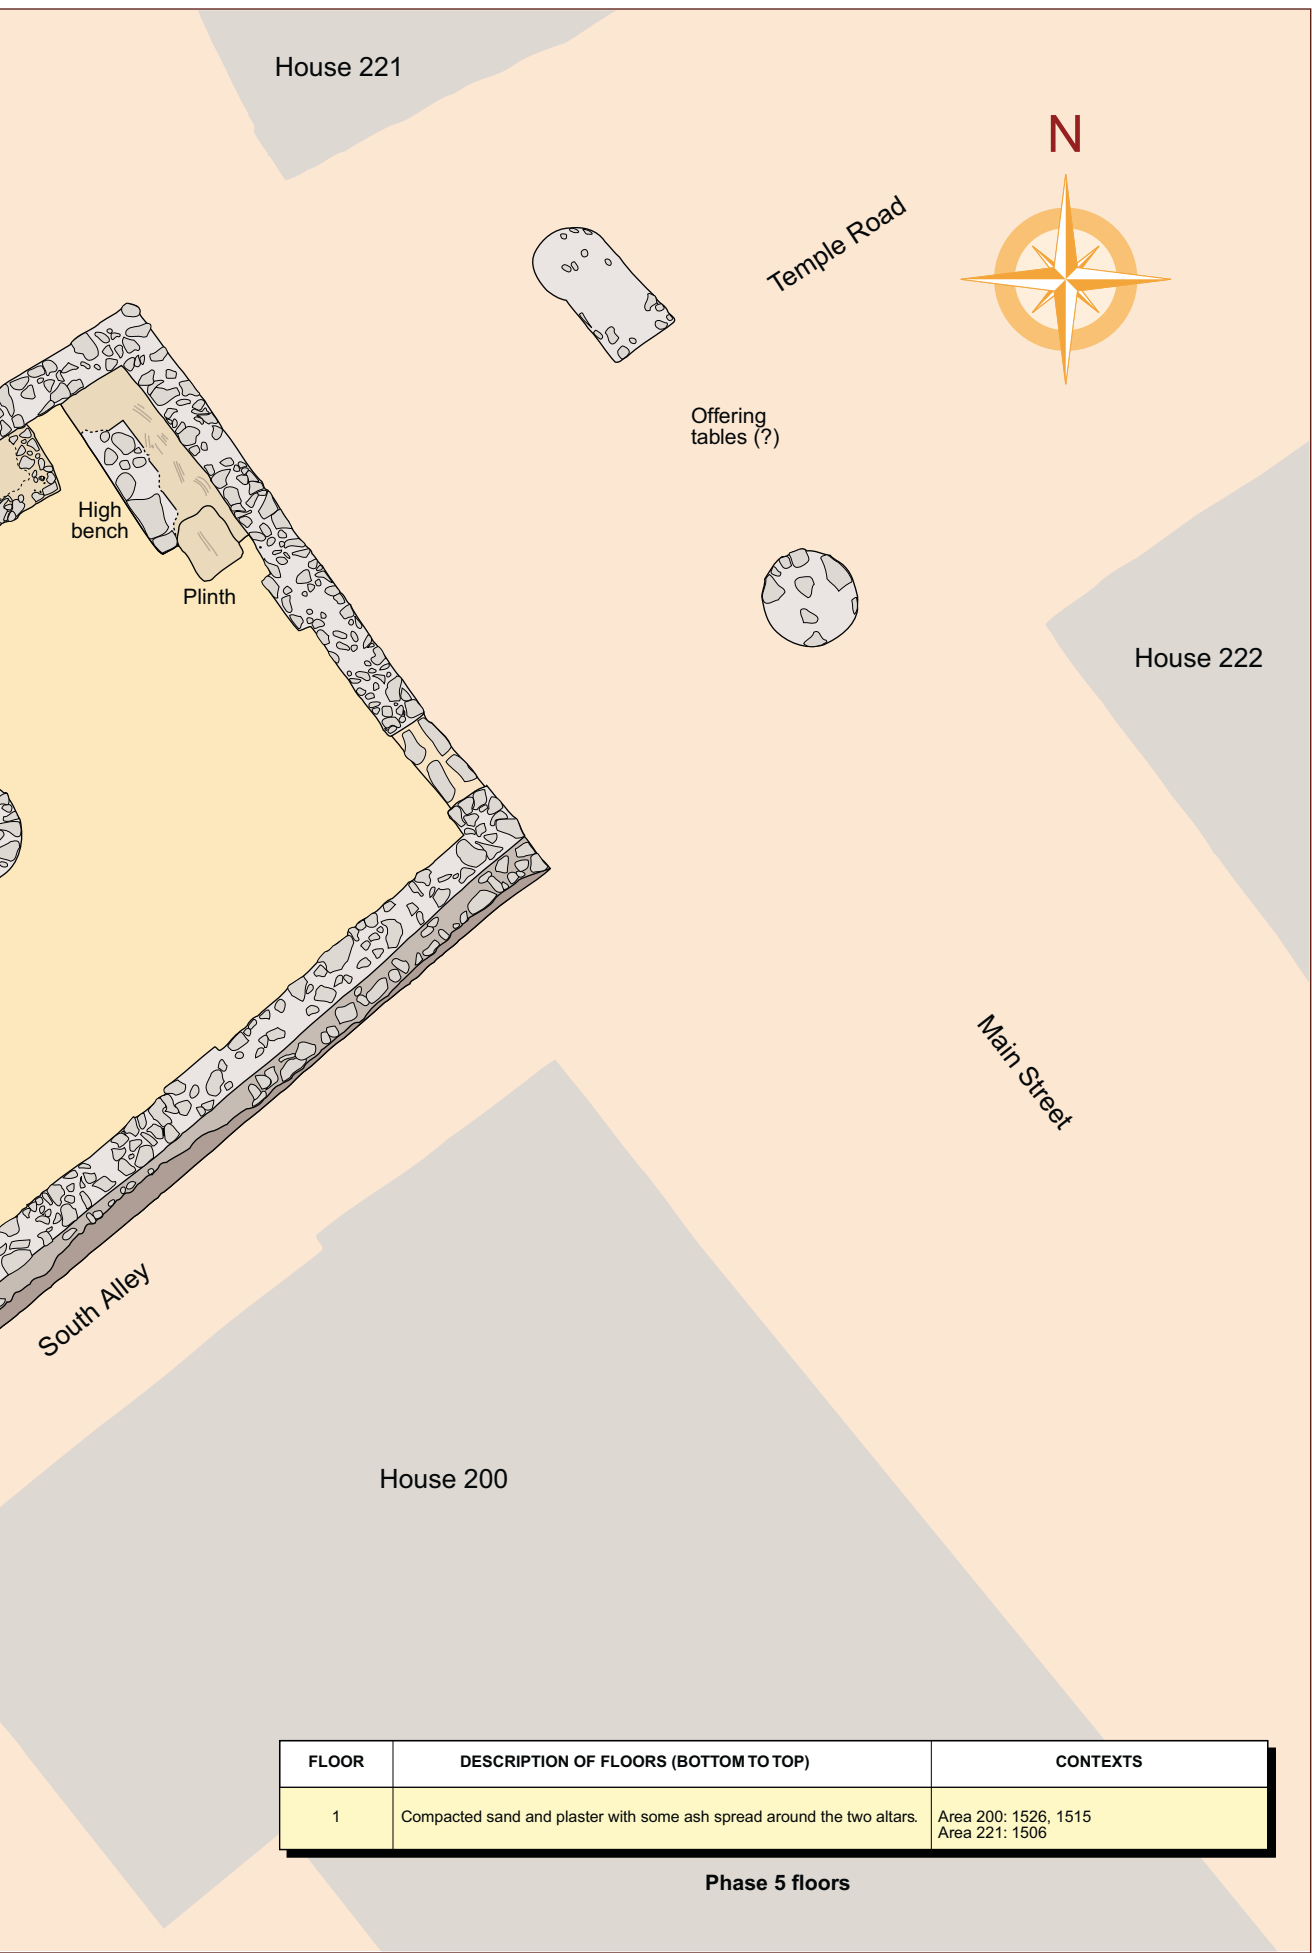 House 221
N
Temple Road
Offering
tables (?)
High
bench
Plinth
House 222
Main Street
South Alley
House 200
FLOOR DESCRIPTION OF FLOORS (BOTTOM TO TOP) CONTEXTS
1 Compacted sand and plaster with some ash spread around the two altars. Area 200: 1526, 1515
Area 221: 1506
Phase 5 floors